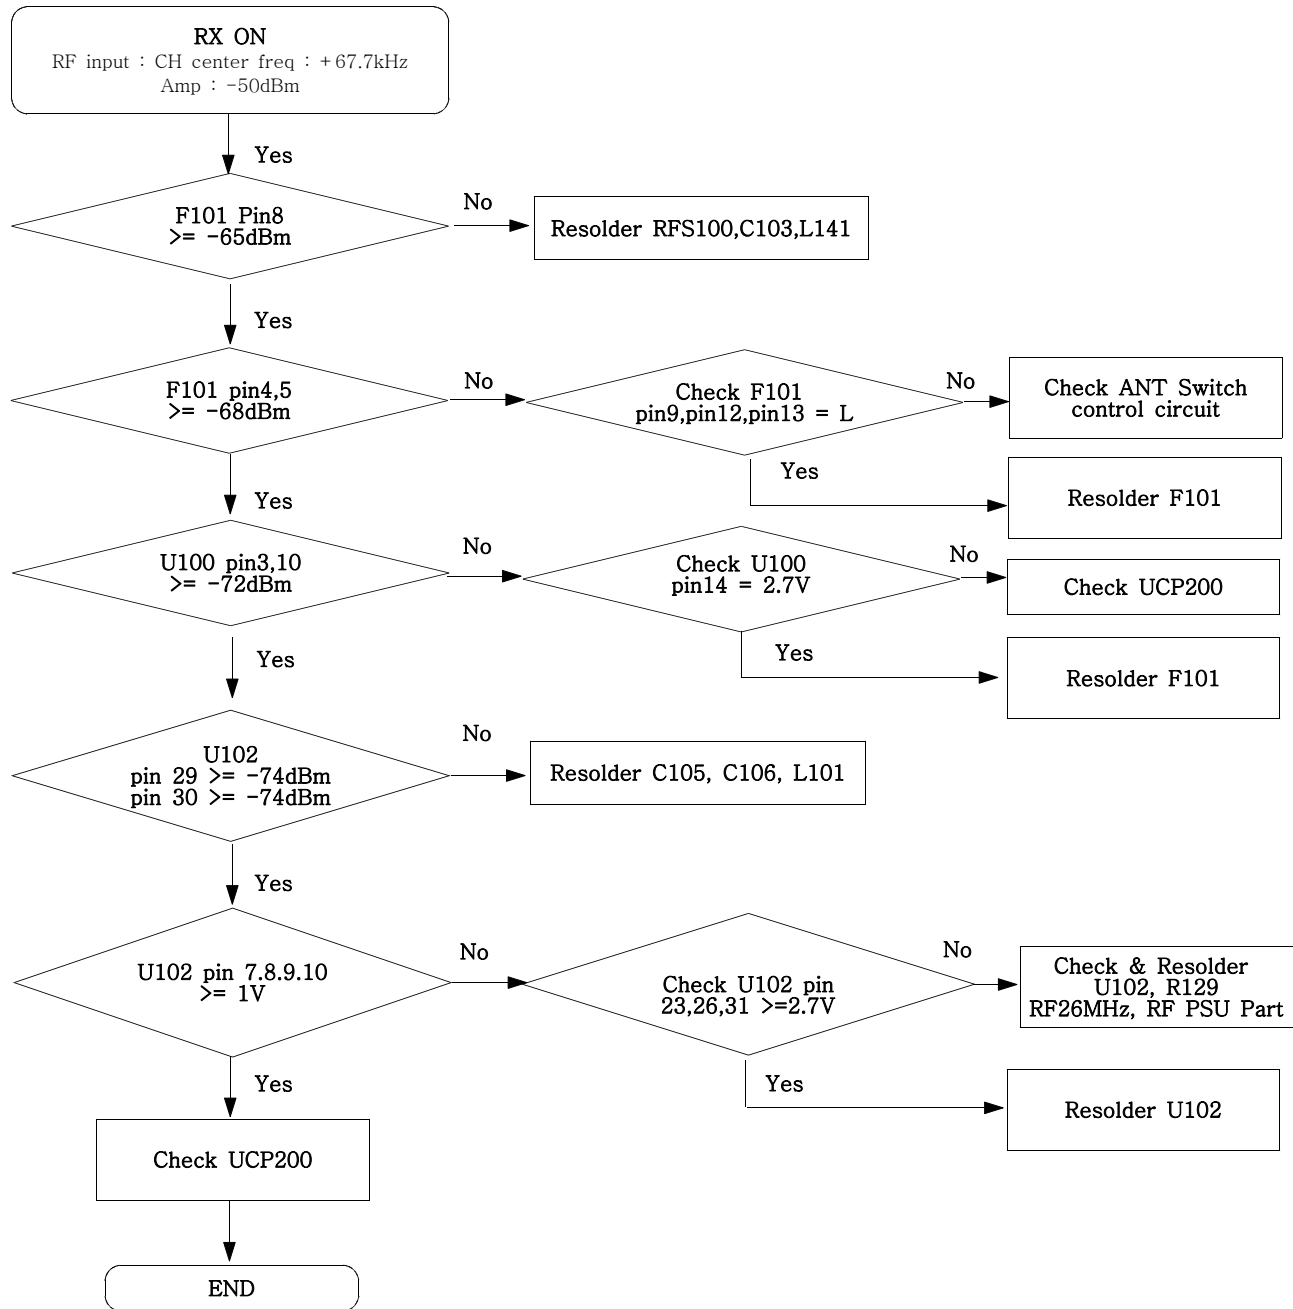 RX ON
RF input : CH center freq : +67.7kHz
Amp : -50dBm
Yes
F101 Pin8
>= -65dBm
No
Resolder RFS100,C103,L141
Yes
F101 pin4,5
>= -68dBm
No
Check F101
pin9,pin12,pin13 = L
No
Check ANT Switch
control circuit
Yes
Resolder F101
Yes
U100 pin3,10
>= -72dBm
No
Check U100
pin14 = 2.7V
No
Check UCP200
Yes
Resolder F101
Yes
U102
pin 29 >= -74dBm
pin 30 >= -74dBm
No
Resolder C105, C106, L101
Yes
U102 pin 7.8.9.10
>= 1V
No
Check U102 pin
23,26,31 >=2.7V
No
Check & Resolder
U102, R129
RF26MHz, RF PSU Part
Yes
Resolder U102
Yes
Check UCP200
END